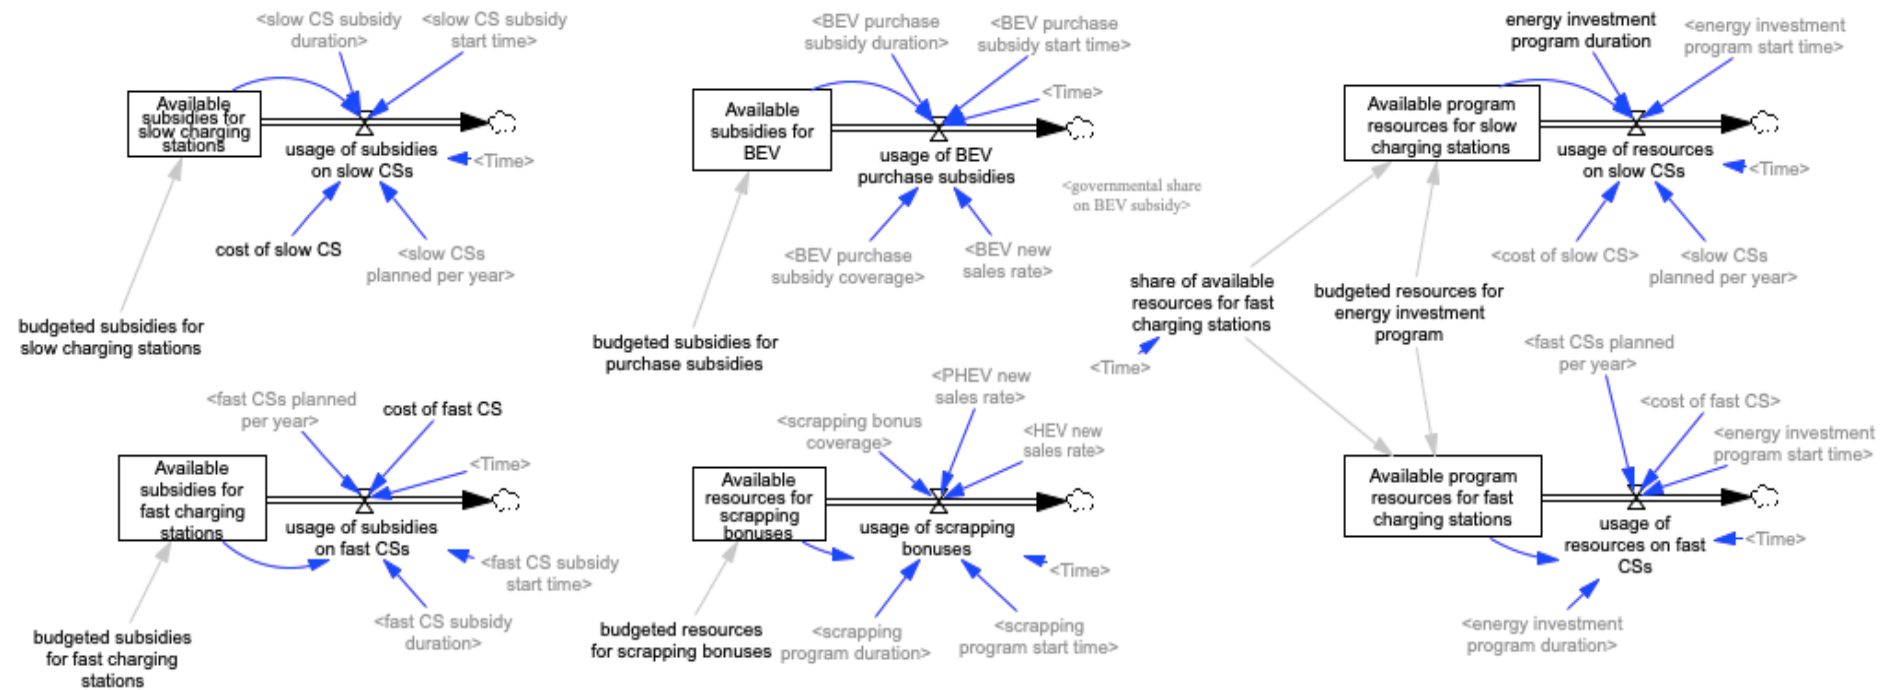 <slow CS subsidy
duration>
<slow CS subsidy
start time>
Available
subsidies for
slow charging
stations
usage of subsidies
on slow CSs
<Time>
cost of slow CS
<slow CSs
planned per year>
budgeted subsidies for
slow charging stations
<BEV purchase
subsidy duration>
<BEV purchase
subsidy start time>
<Time>
Available
subsidies for
BEV
usage of BEV
purchase subsidies
<governmental share
on BEV subsidy>
<BEV purchase
subsidy coverage>
<BEV new
sales rate>
budgeted subsidies for
purchase subsidies
energy investment
program duration
<energy investment
program start time>
Available program
resources for slow
charging stations
usage of resources
on slow CSs
<Time>
<cost of slow CS>
<slow CSs
planned per year>
share of available
resources for fast
charging stations
budgeted resources for
energy investment
program
<Time>
<fast CSs planned
per year>
cost of fast CS
<Time>
Available
subsidies for
fast charging
stations
usage of subsidies
on fast CSs
<fast CS subsidy
start time>
<fast CS subsidy
duration>
budgeted subsidies
for fast charging
stations
<PHEV new
sales rate>
<scrapping bonus
coverage>
<HEV new
sales rate>
Available
resources for
scrapping
bonuses
usage of scrapping
bonuses
<Time>
budgeted resources
for scrapping bonuses
<scrapping
program duration>
<scrapping
program start time>
<fast CSs planned
per year>
<cost of fast CS>
<energy investment
program start time>
Available program
resources for fast
charging stations
usage of
resources on fast
CSs
<Time>
<energy investment
program duration>